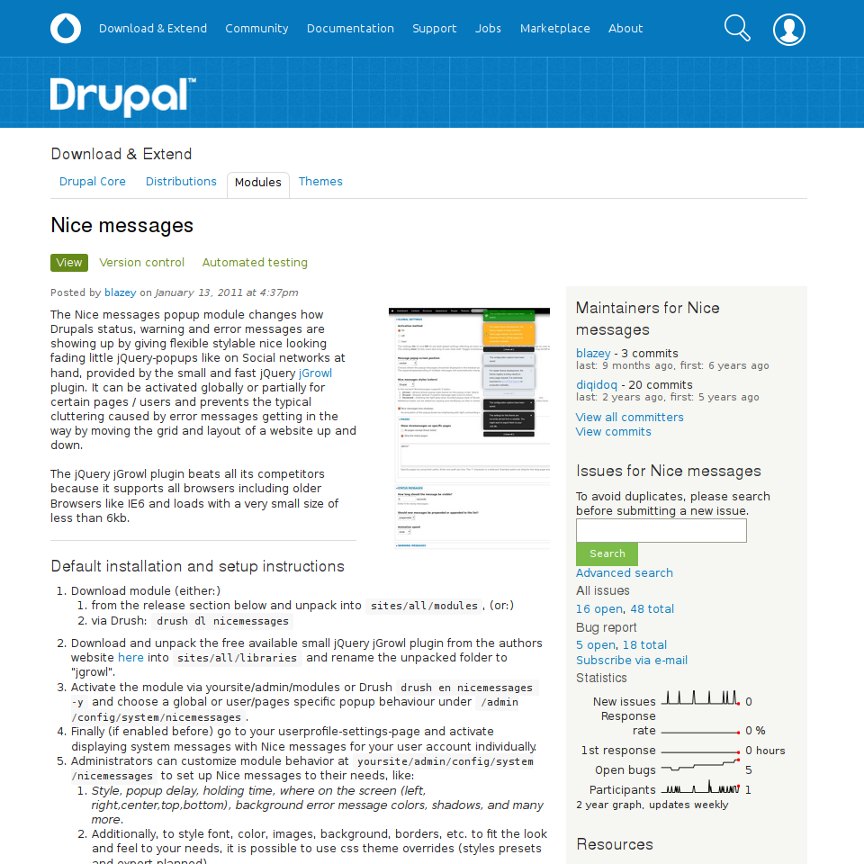 Download & Extend Community Documentation Support Jobs Marketplace About
Drupal™
Download & Extend
Drupal Core Distributions Modules Themes
Nice messages
View Version control Automated testing
Posted by blazey on January 13, 2011 at 4:37pm
The Nice messages popup module changes how
Drupals status, warning and error messages are
showing up by giving flexible stylable nice looking
fading little jQuery-popups like on Social networks at
hand, provided by the small and fast jQuery jGrowl
plugin. It can be activated globally or partially for
certain pages / users and prevents the typical
cluttering caused by error messages getting in the
way by moving the grid and layout of a website up and
down.
The jQuery jGrowl plugin beats all its competitors
because it supports all browsers including older
Browsers like IE6 and loads with a very small size of
less than 6kb.
Default installation and setup instructions
1. Download module (either:)
1. from the release section below and unpack into sites/all/modules, (or:)
2. via Drush: drush dl nicemessages
2. Download and unpack the free available small jQuery jGrowl plugin from the authors
website here into sites/all/libraries and rename the unpacked folder to
"jgrowl".
3. Activate the module via yoursite/admin/modules or Drush drush en nicemessages
-y and choose a global or user/pages specific popup behaviour under /admin
/config/system/nicemessages.
4. Finally (if enabled before) go to your userprofile-settings-page and activate
displaying system messages with Nice messages for your user account individually.
5. Administrators can customize module behavior at yoursite/admin/config/system
/nicemessages to set up Nice messages to their needs, like:
1. Style, popup delay, holding time, where on the screen (left,
right,center,top,bottom), background error message colors, shadows, and many
more.
2. Additionally, to style font, color, images, background, borders, etc. to fit the look
and feel to your needs, it is possible to use css theme overrides (styles presets
and export planned)
Maintainers for Nice
messages
blazey - 3 commits
last: 9 months ago, first: 6 years ago
diqidoq - 20 commits
last: 2 years ago, first: 5 years ago
View all committers
View commits
Issues for Nice messages
To avoid duplicates, please search
before submitting a new issue.
Search
Advanced search
All issues
16 open, 48 total
Bug report
5 open, 18 total
Subscribe via e-mail
Statistics
New issues 0
Response
rate 0 %
1st response 0 hours
Open bugs 5
Participants 1
2 year graph, updates weekly
Resources